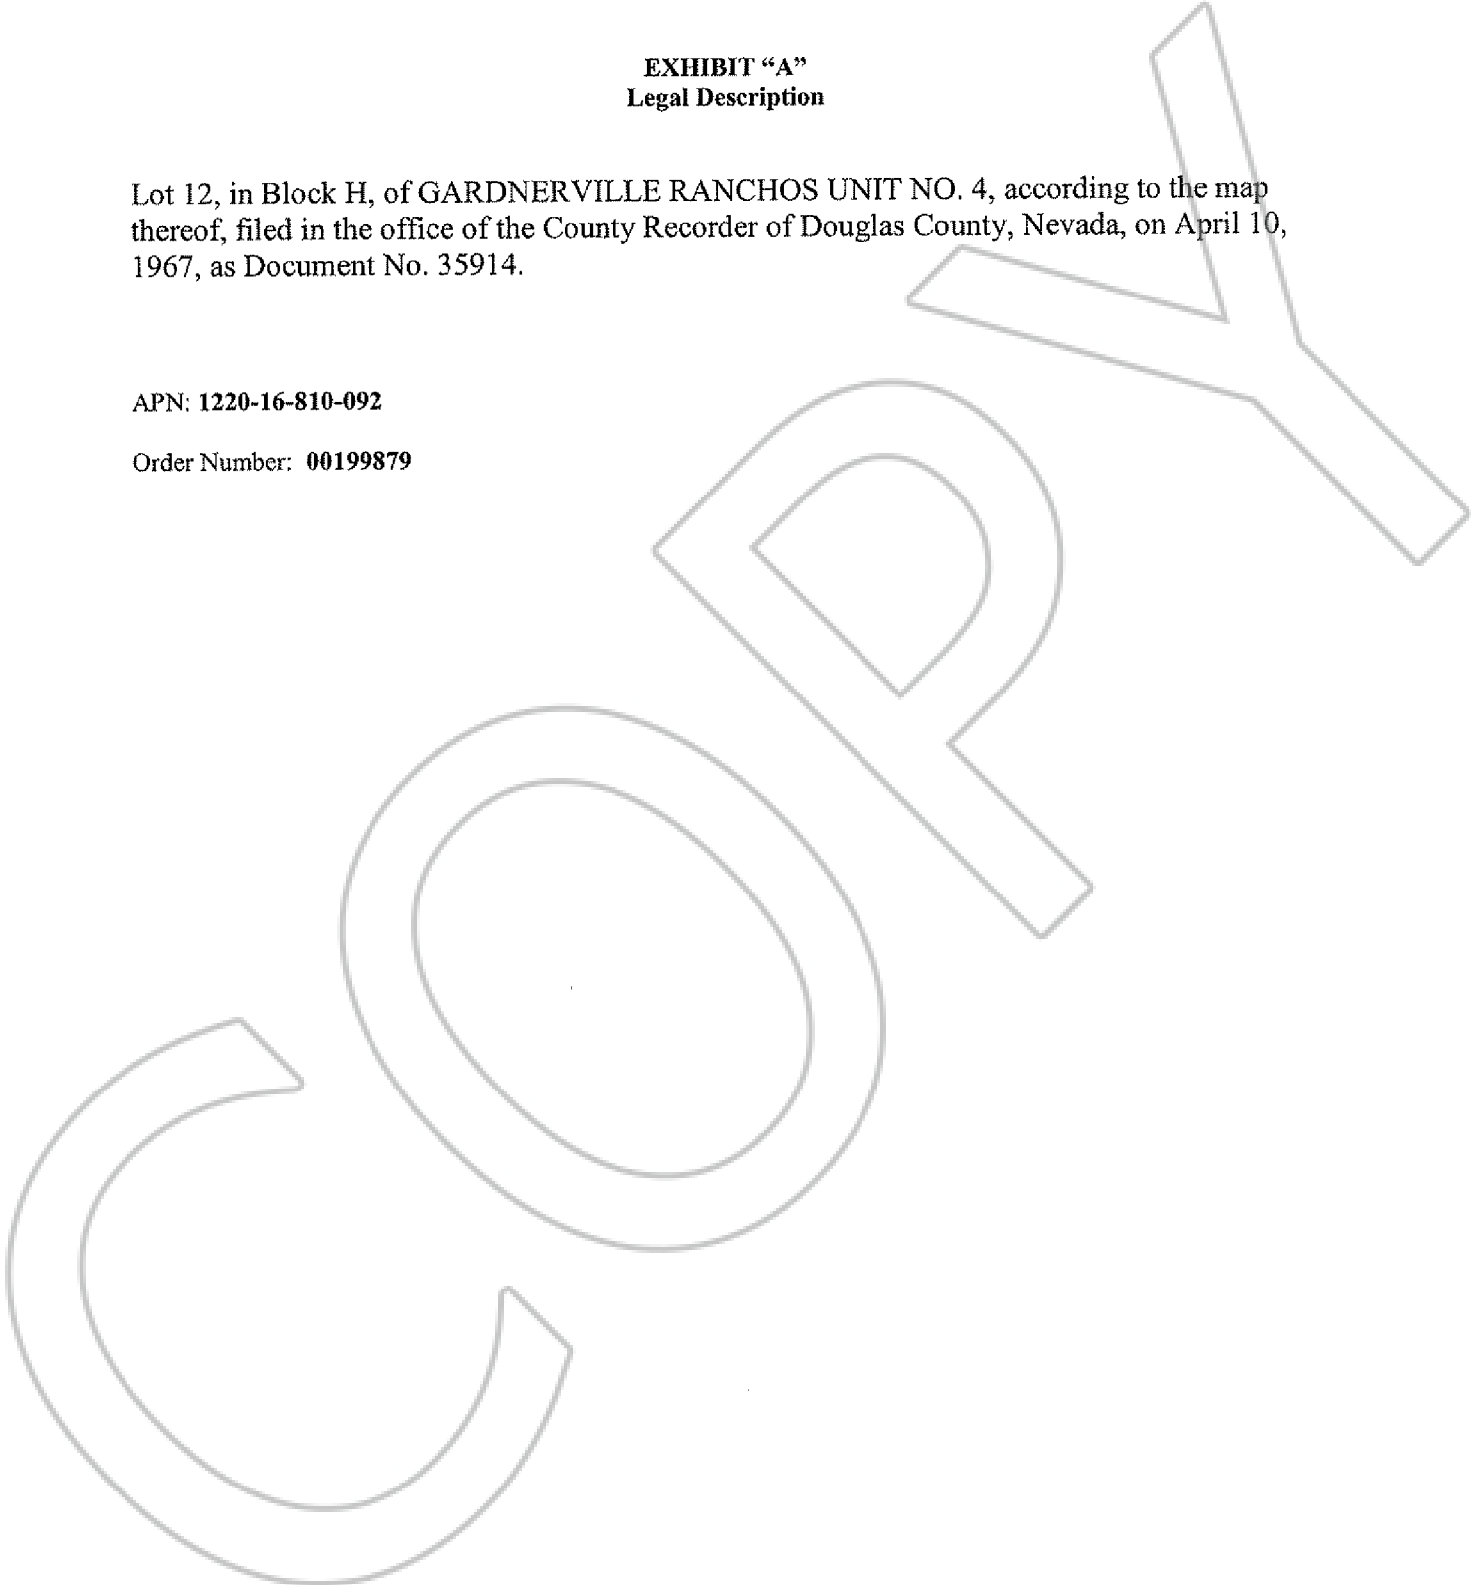 EXHIBIT “A”
Legal Description
Lot 12, in Block H, of GARDNERVILLE RANCHOS UNIT NO. 4, according to the map
thereof, filed in the office of the County Recorder of Douglas County, Nevada, on April 10,
1967, as Document No. 35914.
APN: 1220-16-810-092
Order Number: 00199879
COPY